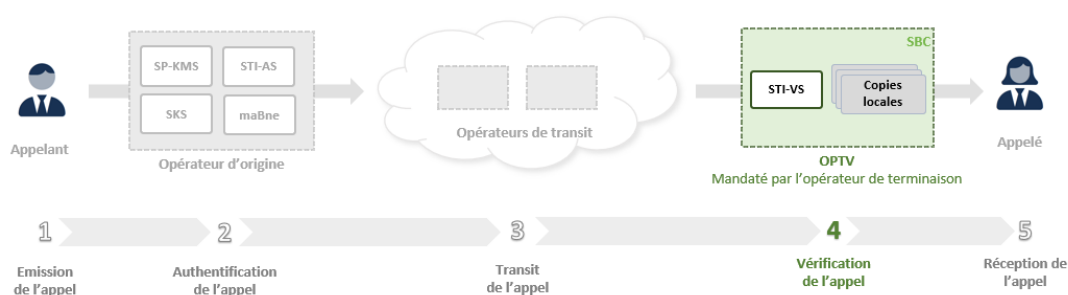 SBC
SP-KMS
STI-AS
SKS
maBne
STI-VS
Copies
locales
Opérateurs de transit
Appelant
Appelé
Opérateur d'origine
OPTV
Mandaté par l'opérateur de terminaison
1
2
3
4
5
Emission
de l'appel
Authentification
de l'appel
Transit
de l'appel
Vérification
de l'appel
Réception de
l'appel